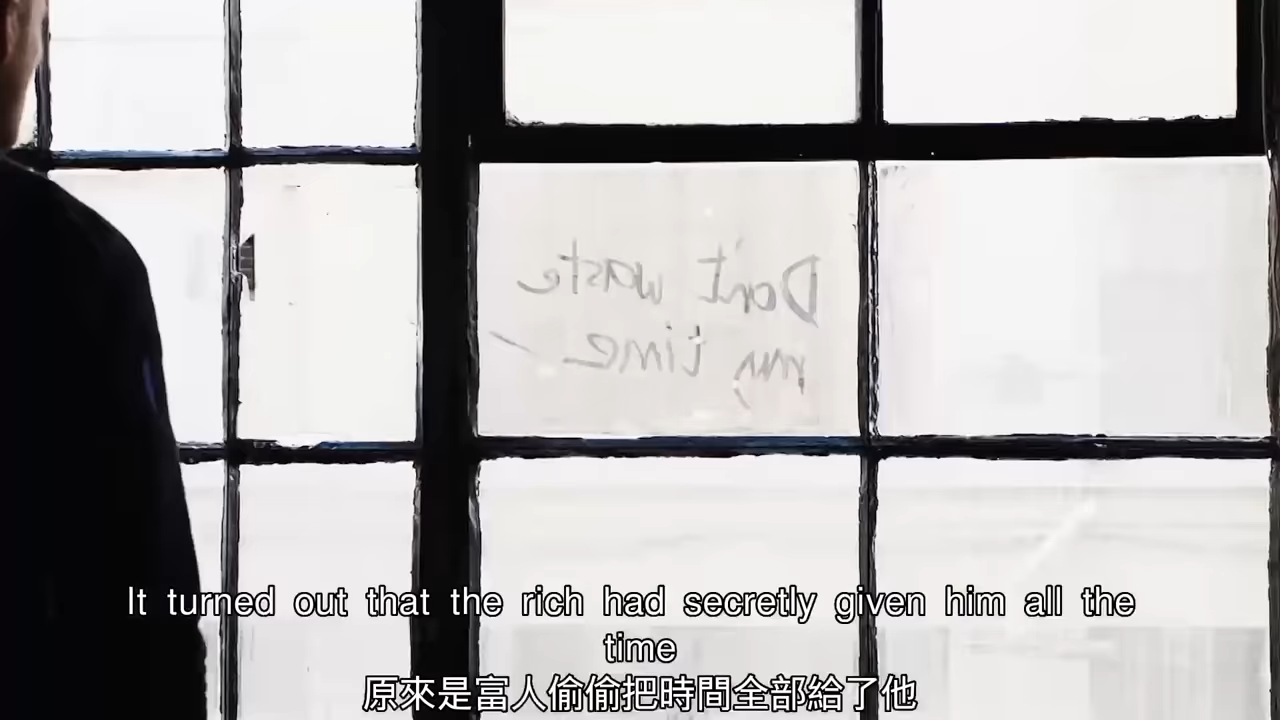 Don't waste
my time
It turned out that the rich had secretly given him all the
time
原來是富人偷偷把時間全部給了他